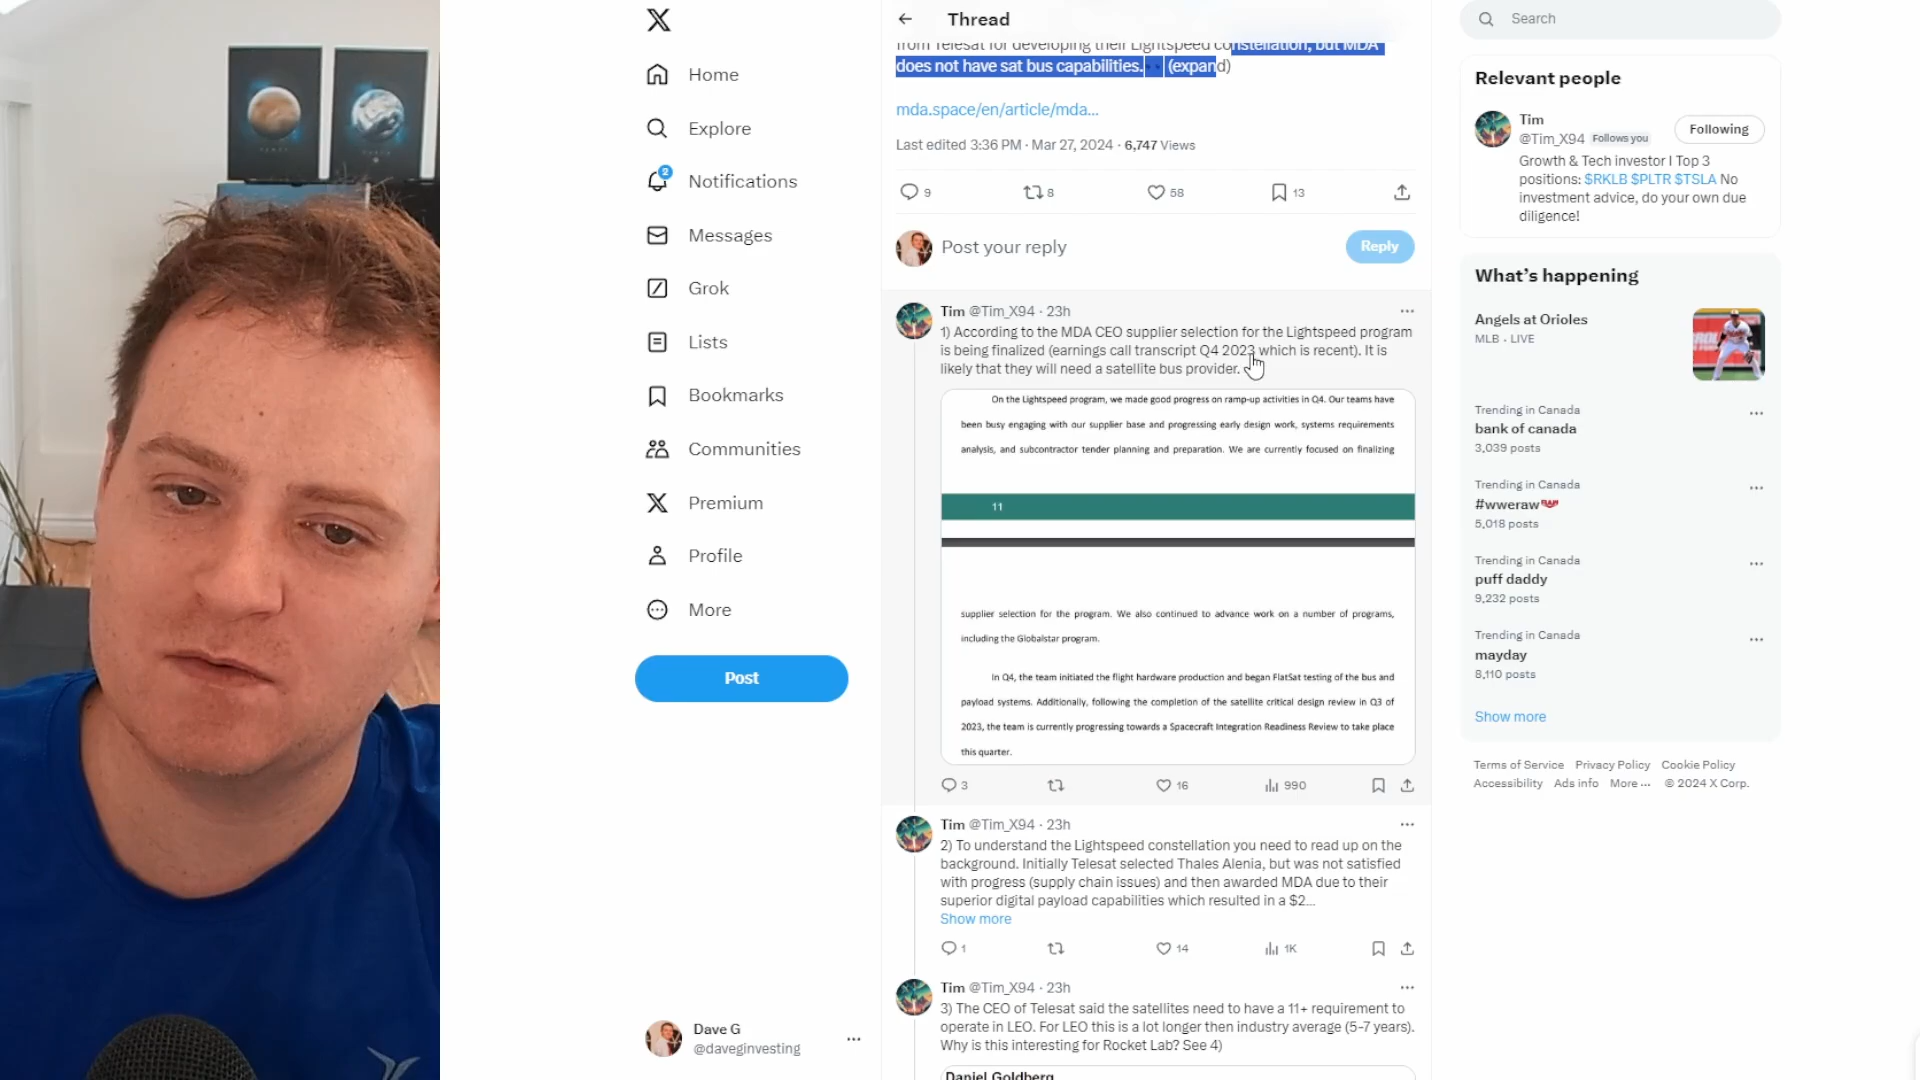 Home
Explore
2
Notifications
Messages
Grok
Lists
Bookmarks
Communities
Premium
Profile
More
Post
Dave G
@daveginvesting
Thread
from Telesat for developing their Lightspeed constellation, but MDA
does not have sat bus capabilities. (expand)
mda.space/en/article/mda...
Last edited 3:36 PM · Mar 27, 2024 · 6,747 Views
9
8
58
13
Post your reply
Reply
Tim @Tim_X94 · 23h
1) According to the MDA CEO supplier selection for the Lightspeed program
is being finalized (earnings call transcript Q4 2023 which is recent). It is
likely that they will need a satellite bus provider.
On the Lightspeed program, we made good progress on ramp-up activities in Q4. Our teams have
been busy engaging with our supplier base and progressing early design work, systems requirements
analysis, and subcontractor tender planning and preparation. We are currently focused on finalizing
11
supplier selection for the program. We also continued to advance work on a number of programs,
including the Globalstar program.
In Q4, the team initiated the flight hardware production and began FlatSat testing of the bus and
payload systems. Additionally, following the completion of the satellite critical design review in Q3 of
2023, the team is currently progressing towards a Spacecraft Integration Readiness Review to take place
this quarter.
3
16
990
Tim @Tim_X94 · 23h
2) To understand the Lightspeed constellation you need to read up on the
background. Initially Telesat selected Thales Alenia, but was not satisfied
with progress (supply chain issues) and then awarded MDA due to their
superior digital payload capabilities which resulted in a $2...
Show more
1
14
1K
Tim @Tim_X94 · 23h
3) The CEO of Telesat said the satellites need to have a 11+ requirement to
operate in LEO. For LEO this is a lot longer then industry average (5-7 years).
Why is this interesting for Rocket Lab? See 4)
Daniel Goldberg
Search
Relevant people
Tim
@Tim_X94 Follows you
Following
Growth & Tech investor I Top 3
positions: $RKLB $PLTR $TSLA No
investment advice, do your own due
diligence!
What's happening
Angels at Orioles
MLB · LIVE
Trending in Canada
bank of canada
3,039 posts
Trending in Canada
#wweraw
5,018 posts
Trending in Canada
puff daddy
9,232 posts
Trending in Canada
mayday
8,110 posts
Show more
Terms of Service Privacy Policy Cookie Policy
Accessibility Ads info More ... © 2024 X Corp.